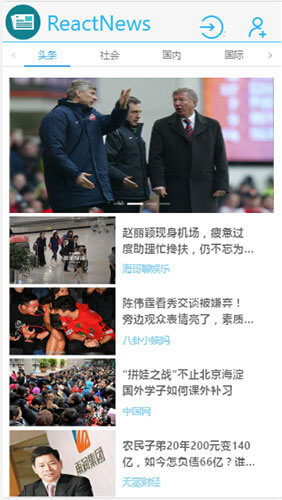 ReactNews
头条 社会 国内 国际
赵丽颖现身机场，疲惫过
度助理忙搀扶，仍不忘为...
海哥聊娱乐
陈伟霆看秀交谈被嫌弃！
旁边观众表情亮了，素质...
八卦小姨妈
“拼娃之战”不止北京海淀
国外学子如何课外补习
中国网
农民子弟20年200元变140
亿，如今怎负债66亿？谁...
无冕财经